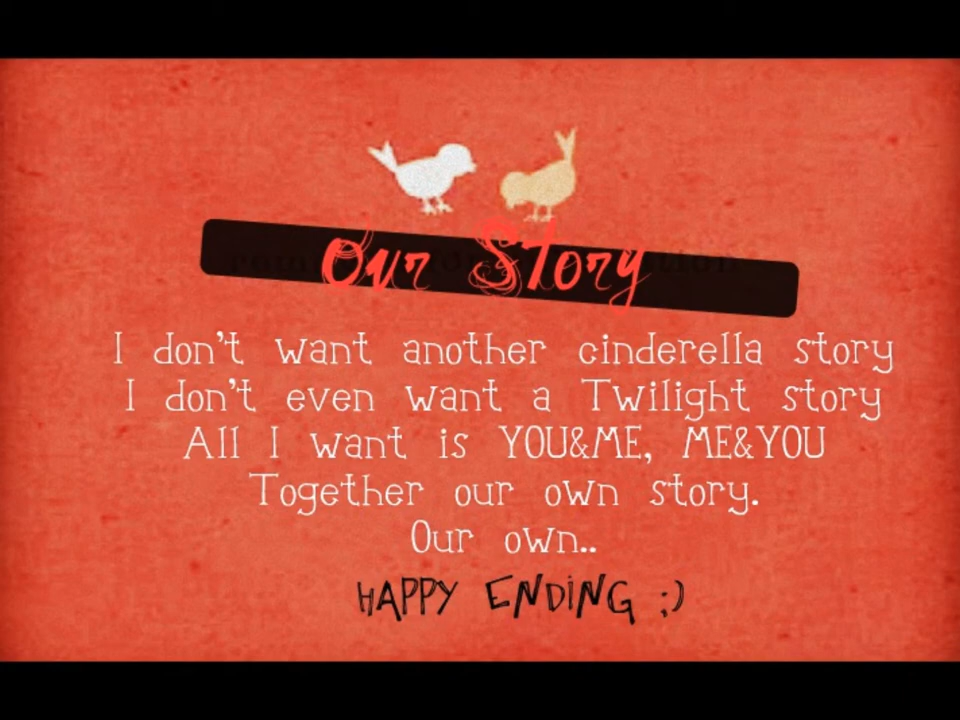 Our Story
I don't want another cinderella story
I don't even want a Twilight story
All I want is YOU&ME, ME&YOU
Together our own story.
Our own..
HAPPY ENDING ;)